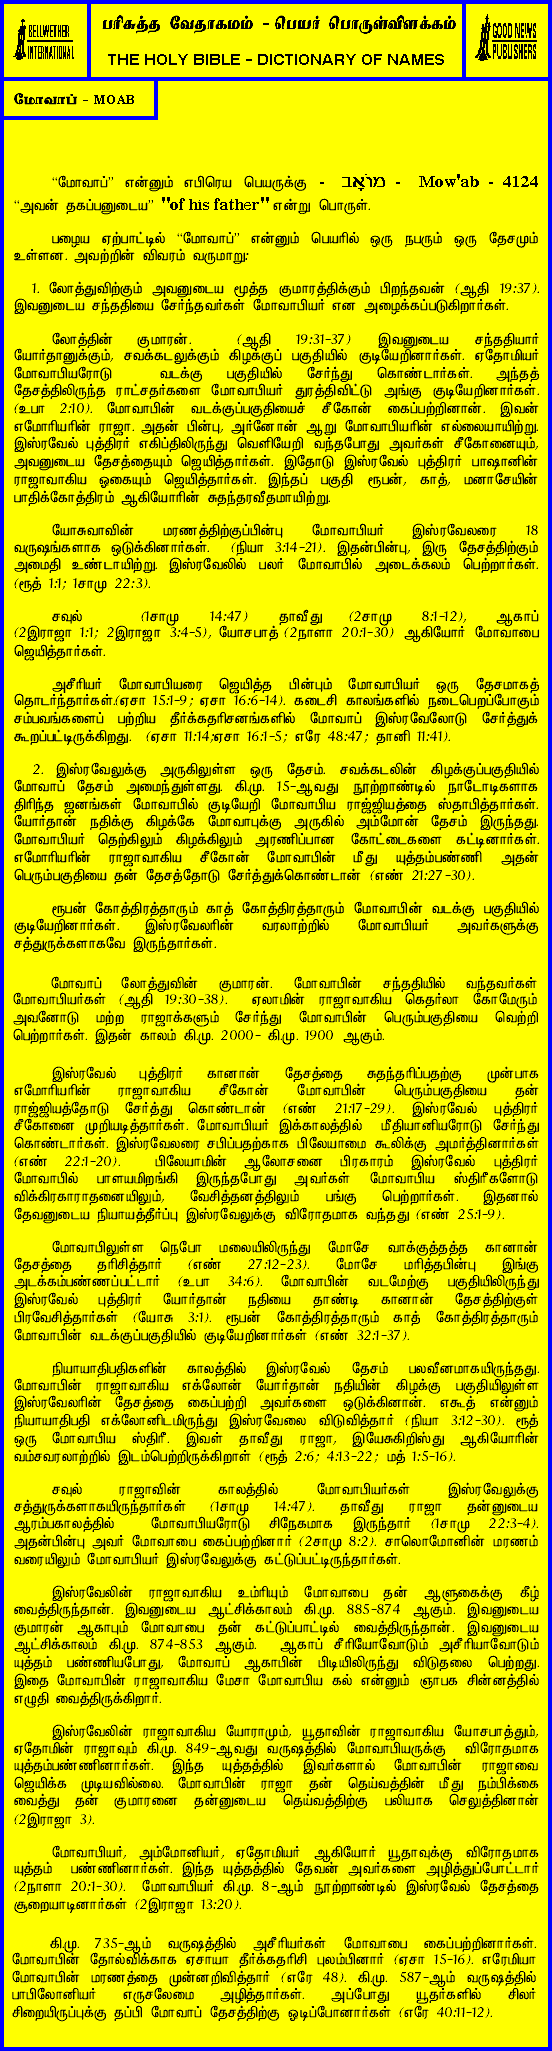 BELLWETHER
INTERNATIONAL
பரிசுத்த வேதாகமம் - பெயர் பொருள்விளக்கம்
THE HOLY BIBLE - DICTIONARY OF NAMES
GOOD NEWS
PUBLISHERS
மோவாப் - MOAB
“மோவாப்” என்னும் எபிரெய பெயருக்கு - מוֹאָב - Mow'ab - 4124
“அவன் தகப்பனுடைய” "of his father" என்று பொருள்.
பழைய ஏற்பாட்டில் “மோவாப்” என்னும் பெயரில் ஒரு நபரும் ஒரு தேசமும்
உள்ளன. அவற்றின் விவரம் வருமாறு:
1. லோத்துவிற்கும் அவனுடைய மூத்த குமாரத்திக்கும் பிறந்தவன் (ஆதி 19:37).
இவனுடைய சந்ததியை சேர்ந்தவர்கள் மோவாபியர் என அழைக்கப்படுகிறார்கள்.
லோத்தின் குமாரன். (ஆதி 19:31-37) இவனுடைய சந்ததியார்
யோர்தானுக்கும், சவக்கடலுக்கும் கிழக்குப் பகுதியில் குடியேறினார்கள். ஏதோமியர்
மோவாபியரோடு வடக்கு பகுதியில் சேர்ந்து கொண்டார்கள். அந்தத்
தேசத்திலிருந்த ராட்சதர்களை மோவாபியர் துரத்திவிட்டு அங்கு குடியேறினார்கள்.
(உபா 2:10). மோவாபின் வடக்குப்பகுதியைச் சீகோன் கைப்பற்றினான். இவன்
எமோரியரின் ராஜா. அதன் பின்பு, அர்னோன் ஆறு மோவாபியரின் எல்லையாயிற்று.
இஸ்ரவேல் புத்திரர் எகிப்திலிருந்து வெளியேறி வந்தபோது அவர்கள் சீகோனையும்,
அவனுடைய தேசத்தையும் ஜெயித்தார்கள். இதோடு இஸ்ரவேல் புத்திரர் பாஷானின்
ராஜாவாகிய ஓகையும் ஜெயித்தார்கள். இந்தப் பகுதி ரூபன், காத், மனாசேயின்
பாதிக்கோத்திரம் ஆகியோரின் சுதந்தரவீதமாயிற்று.
யோசுவாவின் மரணத்திற்குப்பின்பு மோவாபியர் இஸ்ரவேலரை 18
வருஷங்களாக ஒடுக்கினார்கள். (நியா 3:14-21). இதன்பின்பு, இரு தேசத்திற்கும்
அமைதி உண்டாயிற்று. இஸ்ரவேலில் பலர் மோவாபில் அடைக்கலம் பெற்றார்கள்.
(ரூத் 1:1; 1சாமு 22:3).
சவுல் (1சாமு 14:47) தாவீது (2சாமு 8:1-12), ஆகாப்
(2இராஜா 1:1; 2இராஜா 3:4-5), யோசபாத் (2நாளா 20:1-30) ஆகியோர் மோவாபை
ஜெயித்தார்கள்.
அசீரியர் மோவாபியரை ஜெயித்த பின்பும் மோவாபியர் ஒரு தேசமாகத்
தொடர்ந்தார்கள்.(ஏசா 15:1-9; ஏசா 16:6-14). கடைசி காலங்களில் நடைபெறப்போகும்
சம்பவங்களைப் பற்றிய தீர்க்கதரிசனங்களில் மோவாப் இஸ்ரவேலோடு சேர்த்துக்
கூறப்பட்டிருக்கிறது. (ஏசா 11:14;ஏசா 16:1-5; எரே 48:47; தானி 11:41).
2. இஸ்ரவேலுக்கு அருகிலுள்ள ஒரு தேசம். சவக்கடலின் கிழக்குப்பகுதியில்
மோவாப் தேசம் அமைந்துள்ளது. கி.மு. 15-ஆவது நூற்றாண்டில் நாடோடிகளாக
திரிந்த ஜனங்கள் மோவாபில் குடியேறி மோவாபிய ராஜ்ஜியத்தை ஸ்தாபித்தார்கள்.
யோர்தான் நதிக்கு கிழக்கே மோவாபுக்கு அருகில் அம்மோன் தேசம் இருந்தது.
மோவாபியர் தெற்கிலும் கிழக்கிலும் அரணிப்பான கோட்டைகளை கட்டினார்கள்.
எமோரியரின் ராஜாவாகிய சீகோன் மோவாபின் மீது யுத்தம்பண்ணி அதன்
பெரும்பகுதியை தன் தேசத்தோடு சேர்த்துக்கொண்டான் (எண் 21:27-30).
ரூபன் கோத்திரத்தாரும் காத் கோத்திரத்தாரும் மோவாபின் வடக்கு பகுதியில்
குடியேறினார்கள். இஸ்ரவேலரின் வரலாற்றில் மோவாபியர் அவர்களுக்கு
சத்துருக்களாகவே இருந்தார்கள்.
மோவாப் லோத்துவின் குமாரன். மோவாபின் சந்ததியில் வந்தவர்கள்
மோவாபியர்கள் (ஆதி 19:30-38). ஏலாமின் ராஜாவாகிய கெதர்லா கோமேரும்
அவனோடு மற்ற ராஜாக்களும் சேர்ந்து மோவாபின் பெரும்பகுதியை வெற்றி
பெற்றார்கள். இதன் காலம் கி.மு. 2000- கி.மு. 1900 ஆகும்.
இஸ்ரவேல் புத்திரர் கானான் தேசத்தை சுதந்தரிப்பதற்கு முன்பாக
எமோரியரின் ராஜாவாகிய சீகோன் மோவாபின் பெரும்பகுதியை தன்
ராஜ்ஜியத்தோடு சேர்த்து கொண்டான் (எண் 21:17-29). இஸ்ரவேல் புத்திரர்
சீகோனை முறியடித்தார்கள். மோவாபியர் இக்காலத்தில் மீதியானியரோடு சேர்ந்து
கொண்டார்கள். இஸ்ரவேலரை சபிப்பதற்காக பிலேயாமை கூலிக்கு அமர்த்தினார்கள்
(எண் 22:1-20). பிலேயாமின் ஆலோசனை பிரகாரம் இஸ்ரவேல் புத்திரர்
மோவாபில் பாளயமிறங்கி இருந்தபோது அவர்கள் மோவாபிய ஸ்திரீகளோடு
விக்கிரகாராதனையிலும், வேசித்தனத்திலும் பங்கு பெற்றார்கள். இதனால்
தேவனுடைய நியாயத்தீர்ப்பு இஸ்ரவேலுக்கு விரோதமாக வந்தது (எண் 25:1-9).
மோவாபிலுள்ள நெபோ மலையிலிருந்து மோசே வாக்குத்தத்த கானான்
தேசத்தை தரிசித்தார் (எண் 27:12-23). மோசே மரித்தபின்பு இங்கு
அடக்கம்பண்ணப்பட்டார் (உபா 34:6). மோவாபின் வடமேற்கு பகுதியிலிருந்து
இஸ்ரவேல் புத்திரர் யோர்தான் நதியை தாண்டி கானான் தேசத்திற்குள்
பிரவேசித்தார்கள் (யோசு 3:1). ரூபன் கோத்திரத்தாரும் காத் கோத்திரத்தாரும்
மோவாபின் வடக்குப்பகுதியில் குடியேறினார்கள் (எண் 32:1-37).
நியாயாதிபதிகளின் காலத்தில் இஸ்ரவேல் தேசம் பலவீனமாகயிருந்தது.
மோவாபின் ராஜாவாகிய எக்லோன் யோர்தான் நதியின் கிழக்கு பகுதியிலுள்ள
இஸ்ரவேலரின் தேசத்தை கைப்பற்றி அவர்களை ஒடுக்கினான். எகூத் என்னும்
நியாயாதிபதி எக்லோனிடமிருந்து இஸ்ரவேலை விடுவித்தார் (நியா 3:12-30). ரூத்
ஒரு மோவாபிய ஸ்திரீ. இவள் தாவீது ராஜா, இயேசுகிறிஸ்து ஆகியோரின்
வம்சவரலாற்றில் இடம்பெற்றிருக்கிறாள் (ரூத் 2:6; 4:13-22; மத் 1:5-16).
சவுல் ராஜாவின் காலத்தில் மோவாபியர்கள் இஸ்ரவேலுக்கு
சத்துருக்களாகயிருந்தார்கள் (1சாமு 14:47). தாவீது ராஜா தன்னுடைய
ஆரம்பகாலத்தில் மோவாபியரோடு சிநேகமாக இருந்தார் (1சாமு 22:3-4).
அதன்பின்பு அவர் மோவாபை கைப்பற்றினார் (2சாமு 8:2). சாலொமோனின் மரணம்
வரையிலும் மோவாபியர் இஸ்ரவேலுக்கு கட்டுப்பட்டிருந்தார்கள்.
இஸ்ரவேலின் ராஜாவாகிய உம்ரியும் மோவாபை தன் ஆளுகைக்கு கீழ்
வைத்திருந்தான். இவனுடைய ஆட்சிக்காலம் கி.மு. 885-874 ஆகும். இவனுடைய
குமாரன் ஆகாபும் மோவாபை தன் கட்டுப்பாட்டில் வைத்திருந்தான். இவனுடைய
ஆட்சிக்காலம் கி.மு. 874-853 ஆகும். ஆகாப் சீரியாவோடும் அசீரியாவோடும்
யுத்தம் பண்ணியபோது, மோவாப் ஆகாபின் பிடியிலிருந்து விடுதலை பெற்றது.
இதை மோவாபின் ராஜாவாகிய மேசா மோவாபிய கல் என்னும் ஞாபக சின்னத்தில்
எழுதி வைத்திருக்கிறார்.
இஸ்ரவேலின் ராஜாவாகிய யோராமும், யூதாவின் ராஜாவாகிய யோசபாத்தும்,
ஏதோமின் ராஜாவும் கி.மு. 849-ஆவது வருஷத்தில் மோவாபியருக்கு விரோதமாக
யுத்தம்பண்ணினார்கள். இந்த யுத்தத்தில் இவர்களால் மோவாபின் ராஜாவை
ஜெயிக்க முடியவில்லை. மோவாபின் ராஜா தன் தெய்வத்தின் மீது நம்பிக்கை
வைத்து தன் குமாரனை தன்னுடைய தெய்வத்திற்கு பலியாக செலுத்தினான்
(2இராஜா 3).
மோவாபியர், அம்மோனியர், ஏதோமியர் ஆகியோர் யூதாவுக்கு விரோதமாக
யுத்தம் பண்ணினார்கள். இந்த யுத்தத்தில் தேவன் அவர்களை அழித்துப்போட்டார்
(2நாளா 20:1-30). மோவாபியர் கி.மு. 8-ஆம் நூற்றாண்டில் இஸ்ரவேல் தேசத்தை
சூறையாடினார்கள் (2இராஜா 13:20).
கி.மு. 735-ஆம் வருஷத்தில் அசீரியர்கள் மோவாபை கைப்பற்றினார்கள்.
மோவாபின் தோல்விக்காக ஏசாயா தீர்க்கதரிசி புலம்பினார் (ஏசா 15-16). எரேமியா
மோவாபின் மரணத்தை முன்னறிவித்தார் (எரே 48). கி.மு. 587-ஆம் வருஷத்தில்
பாபிலோனியர் எருசலேமை அழித்தார்கள். அப்போது யூதர்களில் சிலர்
சிறையிருப்புக்கு தப்பி மோவாப் தேசத்திற்கு ஓடிப்போனார்கள் (எரே 40:11-12).